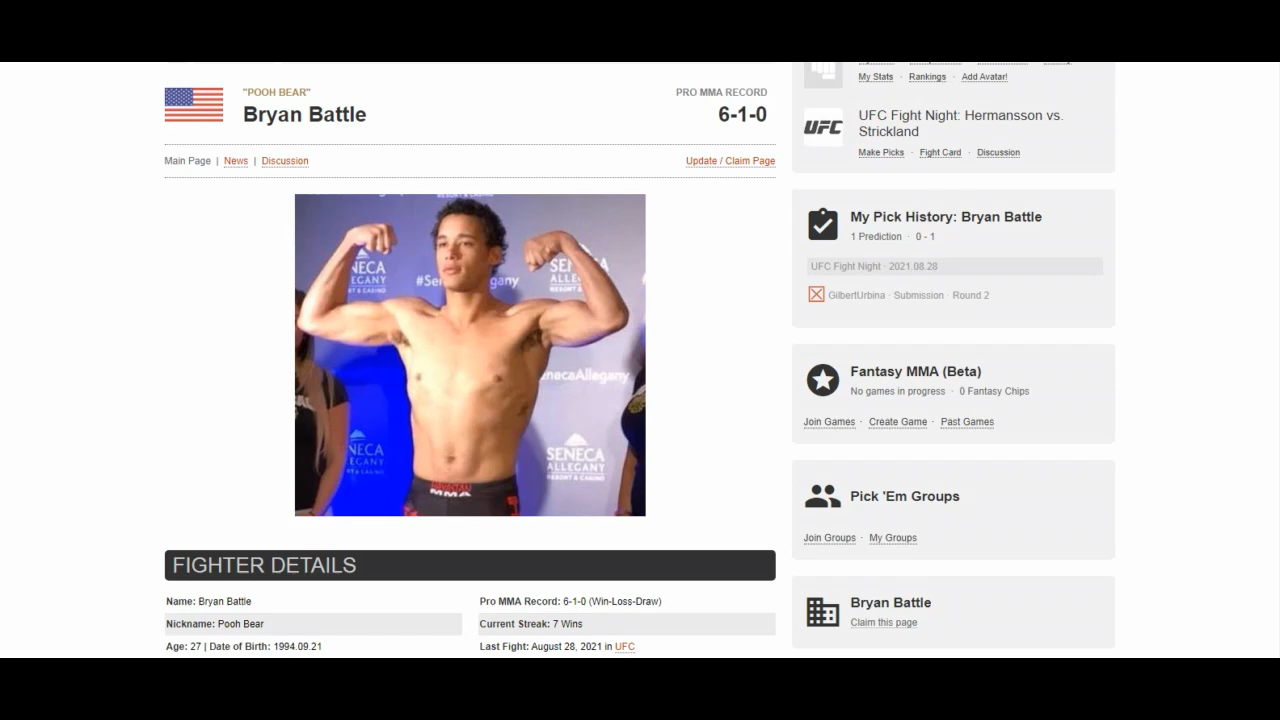 "POOH BEAR"
Bryan Battle
PRO MMA RECORD
6-1-0
Main Page | News | Discussion
Update / Claim Page
SENECA
ALLEGANY
RESORT & CASINO
MMA
FIGHTER DETAILS
Name: Bryan Battle
Nickname: Pooh Bear
Age: 27 | Date of Birth: 1994.09.21
Pro MMA Record: 6-1-0 (Win-Loss-Draw)
Current Streak: 7 Wins
Last Fight: August 28, 2021 in UFC
My Stats · Rankings · Add Avatar!
UFC
UFC Fight Night: Hermansson vs.
Strickland
Make Picks · Fight Card · Discussion
My Pick History: Bryan Battle
1 Prediction · 0 - 1
UFC Fight Night · 2021.08.28
GilbertUrbina · Submission · Round 2
Fantasy MMA (Beta)
No games in progress · 0 Fantasy Chips
Join Games · Create Game · Past Games
Pick 'Em Groups
Join Groups · My Groups
Bryan Battle
Claim this page